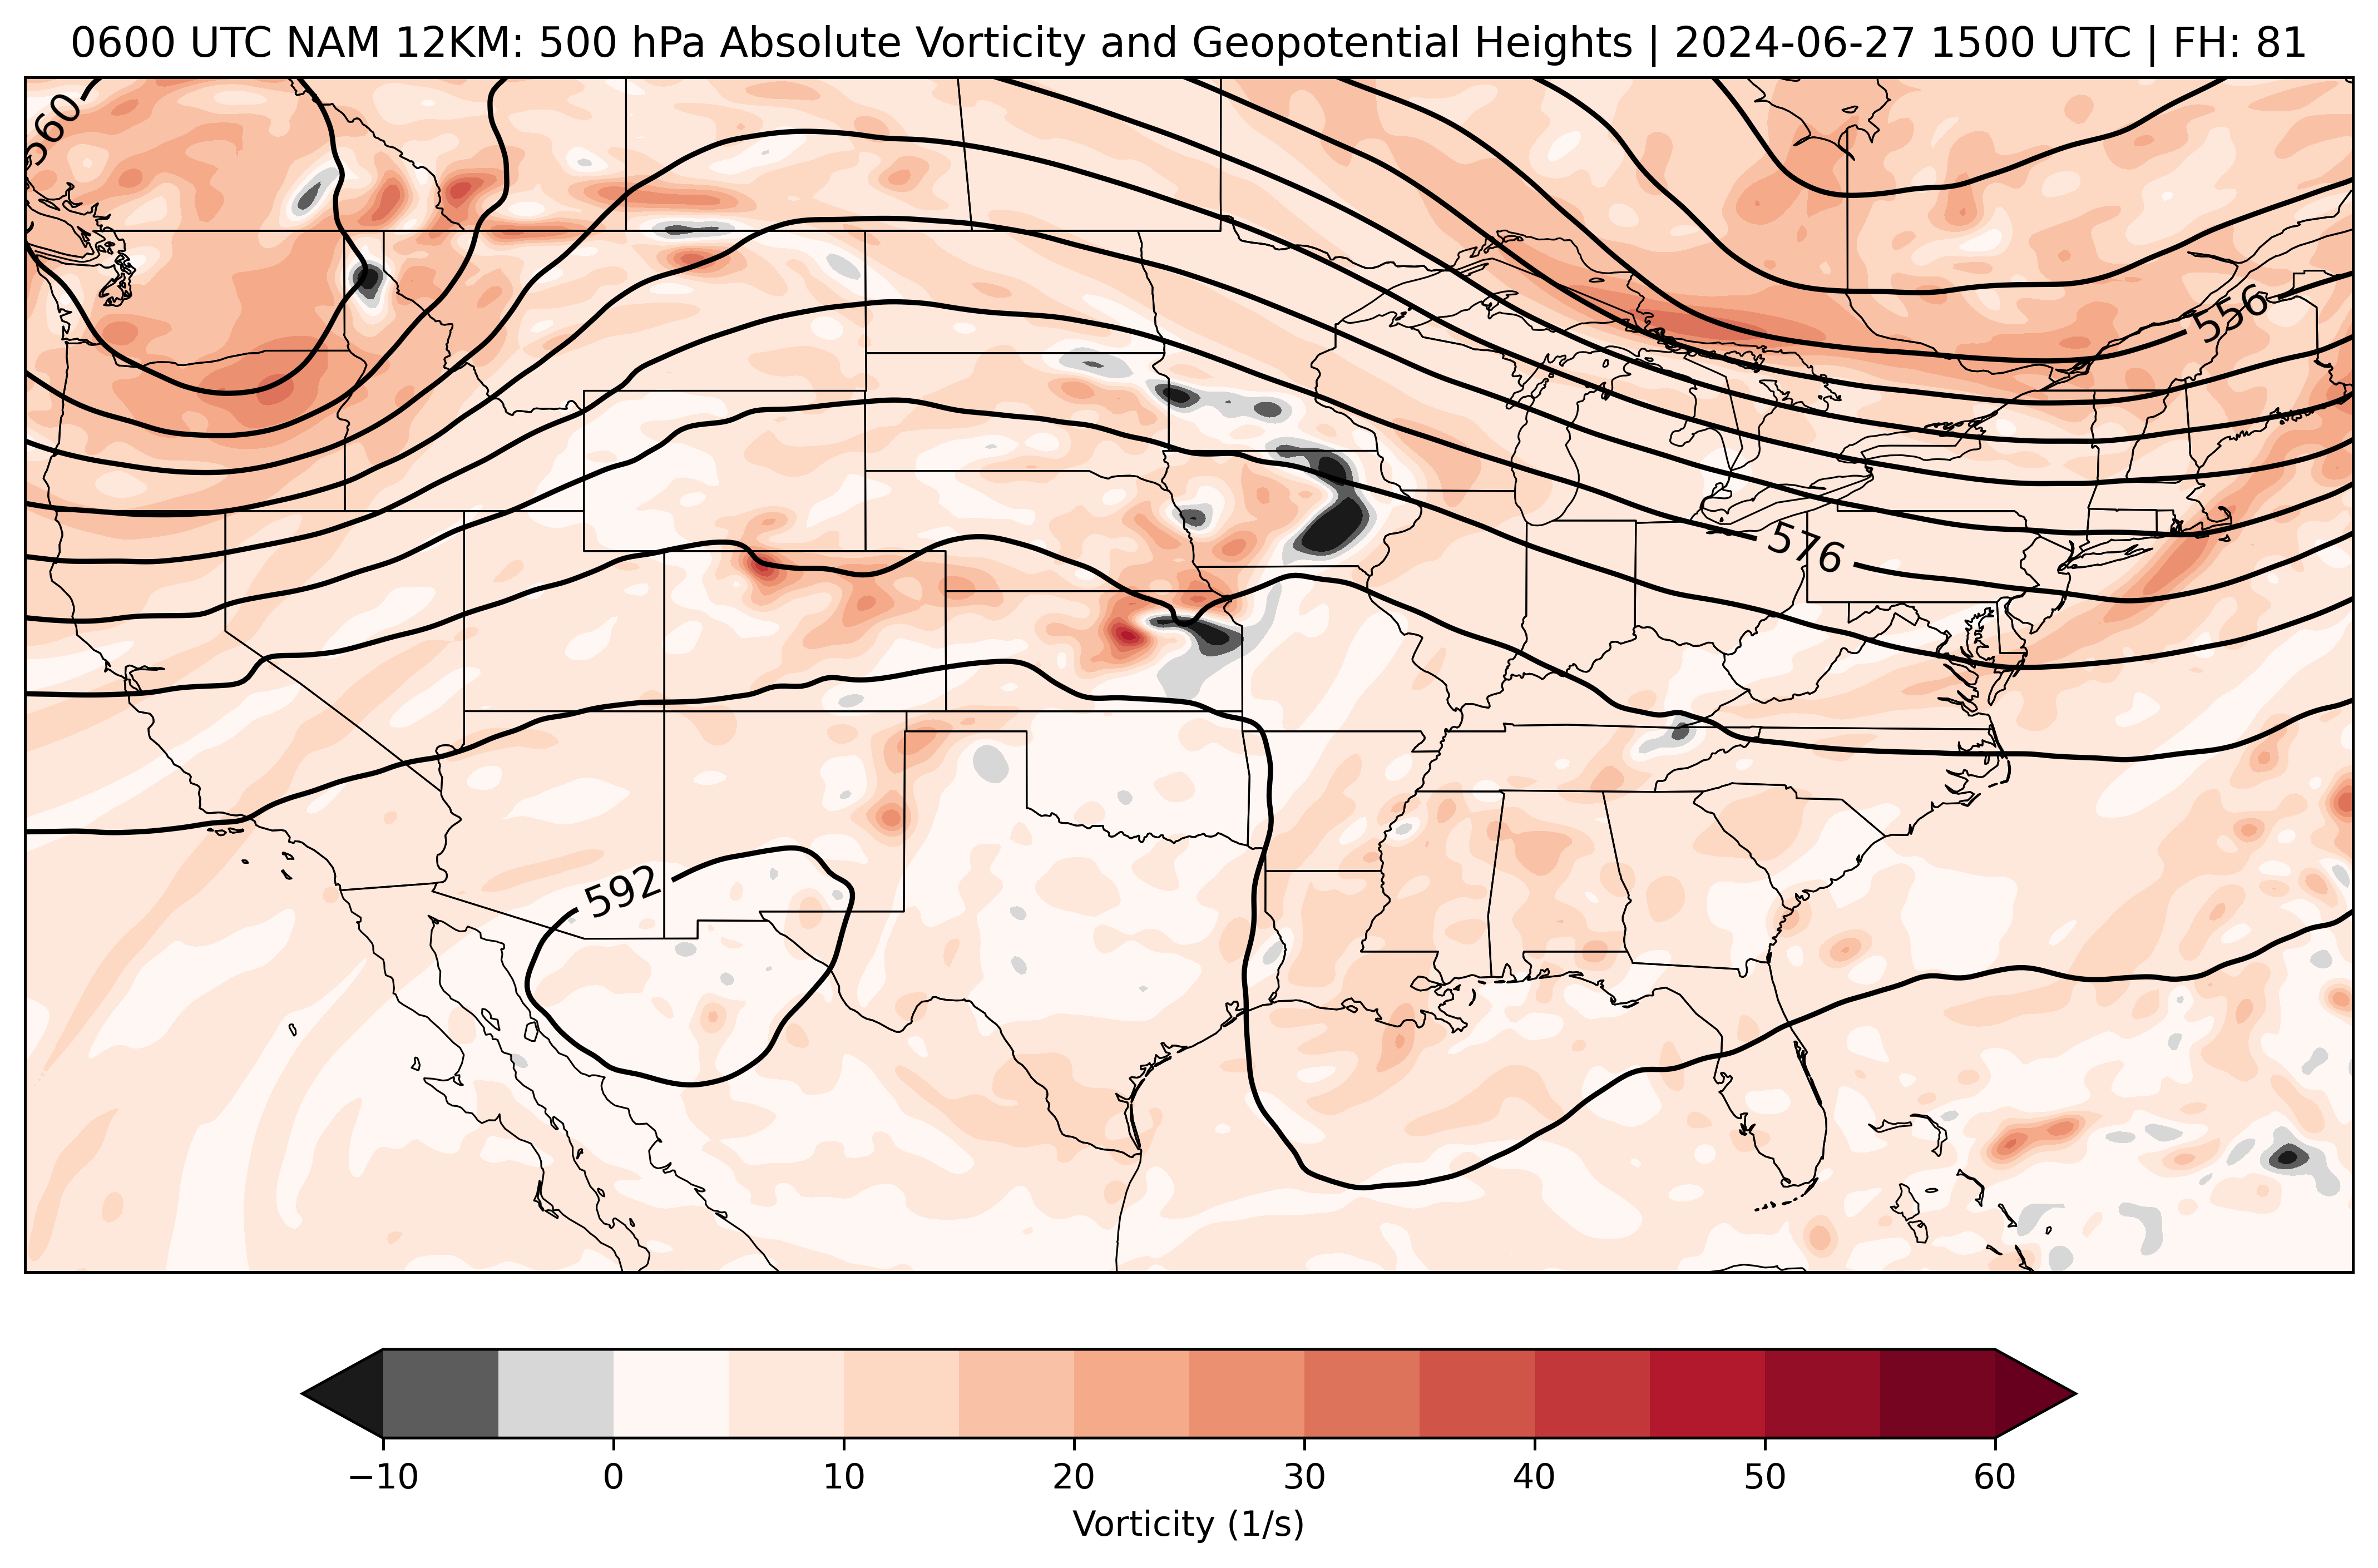 0600 UTC NAM 12KM: 500 hPa Absolute Vorticity and Geopotential Heights | 2024-06-27 1500 UTC | FH: 81
560
556
576
592
−10 0 10 20 30 40 50 60
Vorticity (1/s)